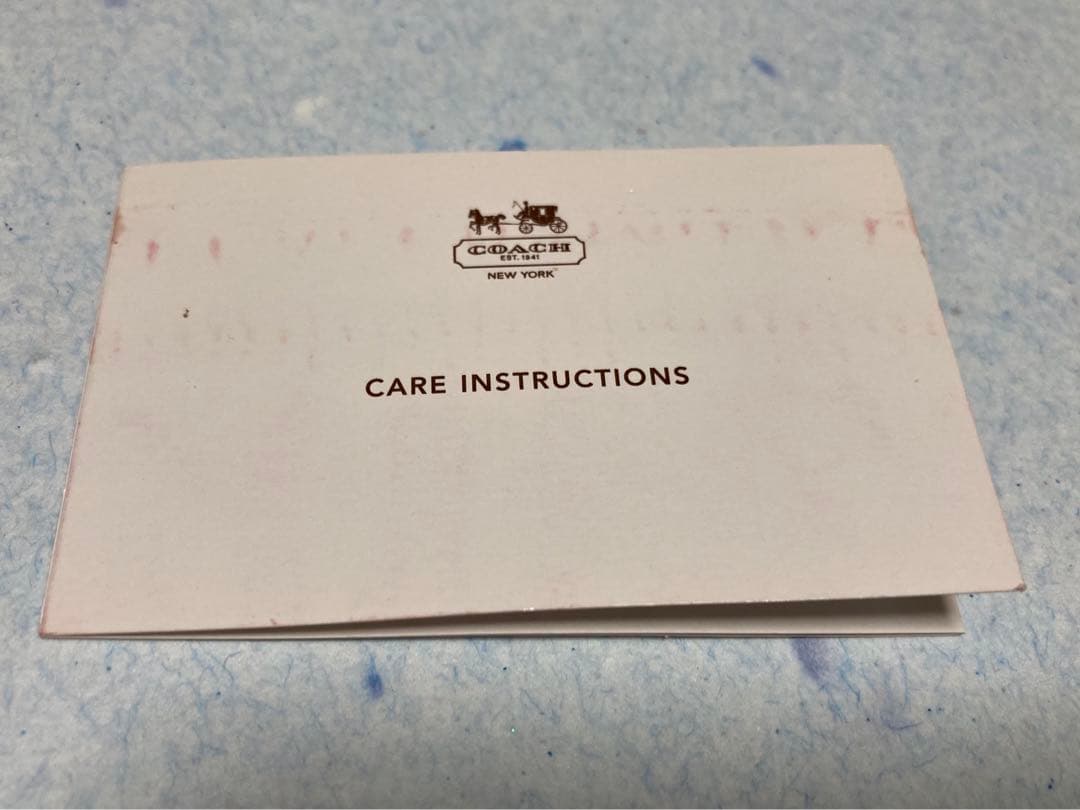 COACH
EST. 1941
NEW YORK
CARE INSTRUCTIONS